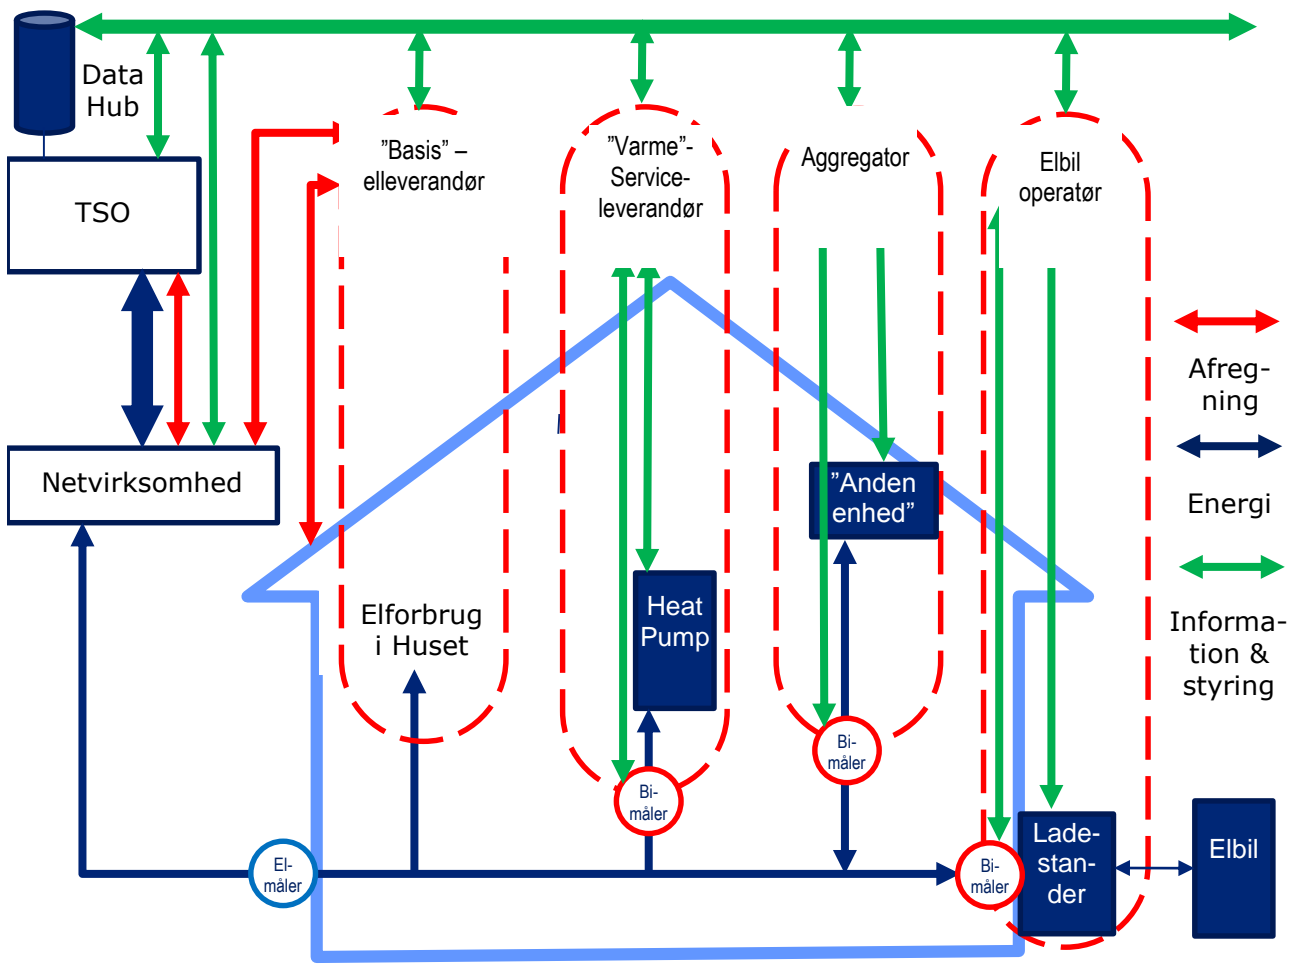 Data
Hub
TSO
Netvirksomhed
”Basis” –
elleverandør
”Varme”-
Service-
leverandør
Aggregator
Elbil
operatør
Afreg-
ning
Energi
Informa-
tion &
styring
”Anden
enhed”
Heat
Pump
Elforbrug
i Huset
Bi-
måler
Bi-
måler
El-
måler
Bi-
måler
Lade-
stan-
der
Elbil